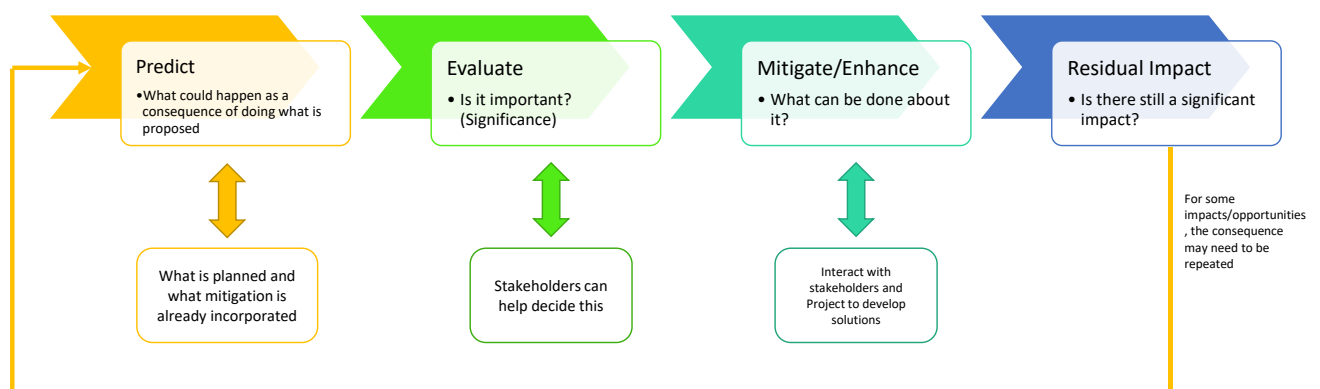 Predict
•What could happen as a
consequence of doing what is
proposed
Evaluate
• Is it important?
(Significance)
Mitigate/Enhance
• What can be done about
it?
Residual Impact
• Is there still a significant
impact?
What is planned and
what mitigation is
already incorporated
Stakeholders can
help decide this
Interact with
stakeholders and
Project to develop
solutions
For some
impacts/opportunities
, the consequence
may need to be
repeated